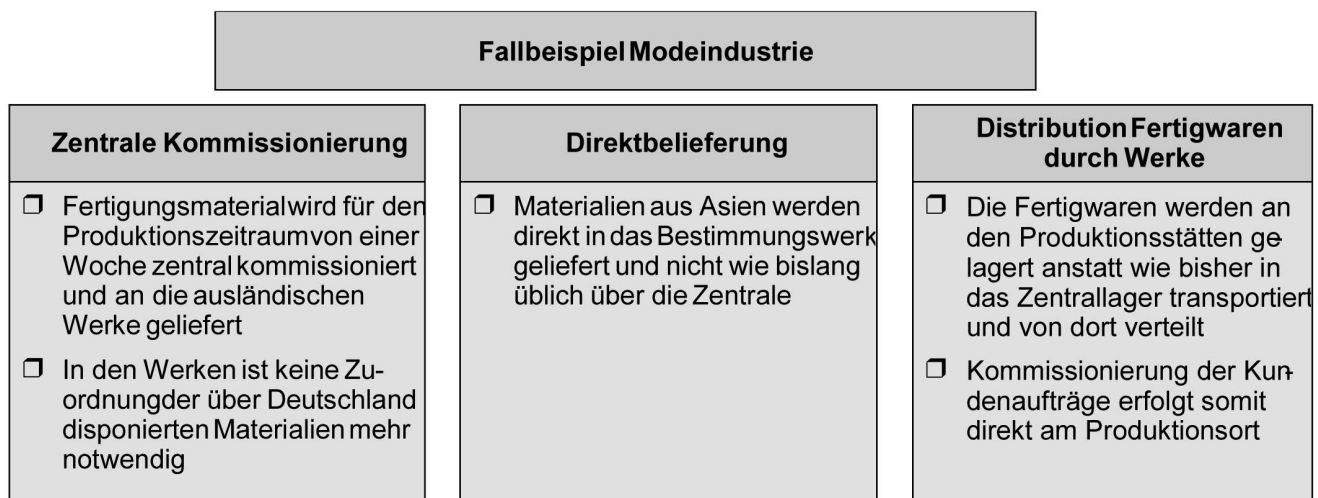 Fallbeispiel Modeindustrie
Zentrale Kommissionierung
❒ Fertigungsmaterial wird für den
Produktionszeitraum von einer
Woche zentral kommissioniert
und an die ausländischen
Werke geliefert
❒ In den Werken ist keine Zu-
ordnung der über Deutschland
disponierten Materialien mehr
notwendig
Direktbelieferung
❒ Materialien aus Asien werden
direkt in das Bestimmungswerk
geliefert und nicht wie bislang
üblich über die Zentrale
Distribution Fertigwaren
durch Werke
❒ Die Fertigwaren werden an
den Produktionsstätten ge-
lagert anstatt wie bisher in
das Zentrallager transportiert
und von dort verteilt
❒ Kommissionierung der Kun-
denaufträge erfolgt somit
direkt am Produktionsort